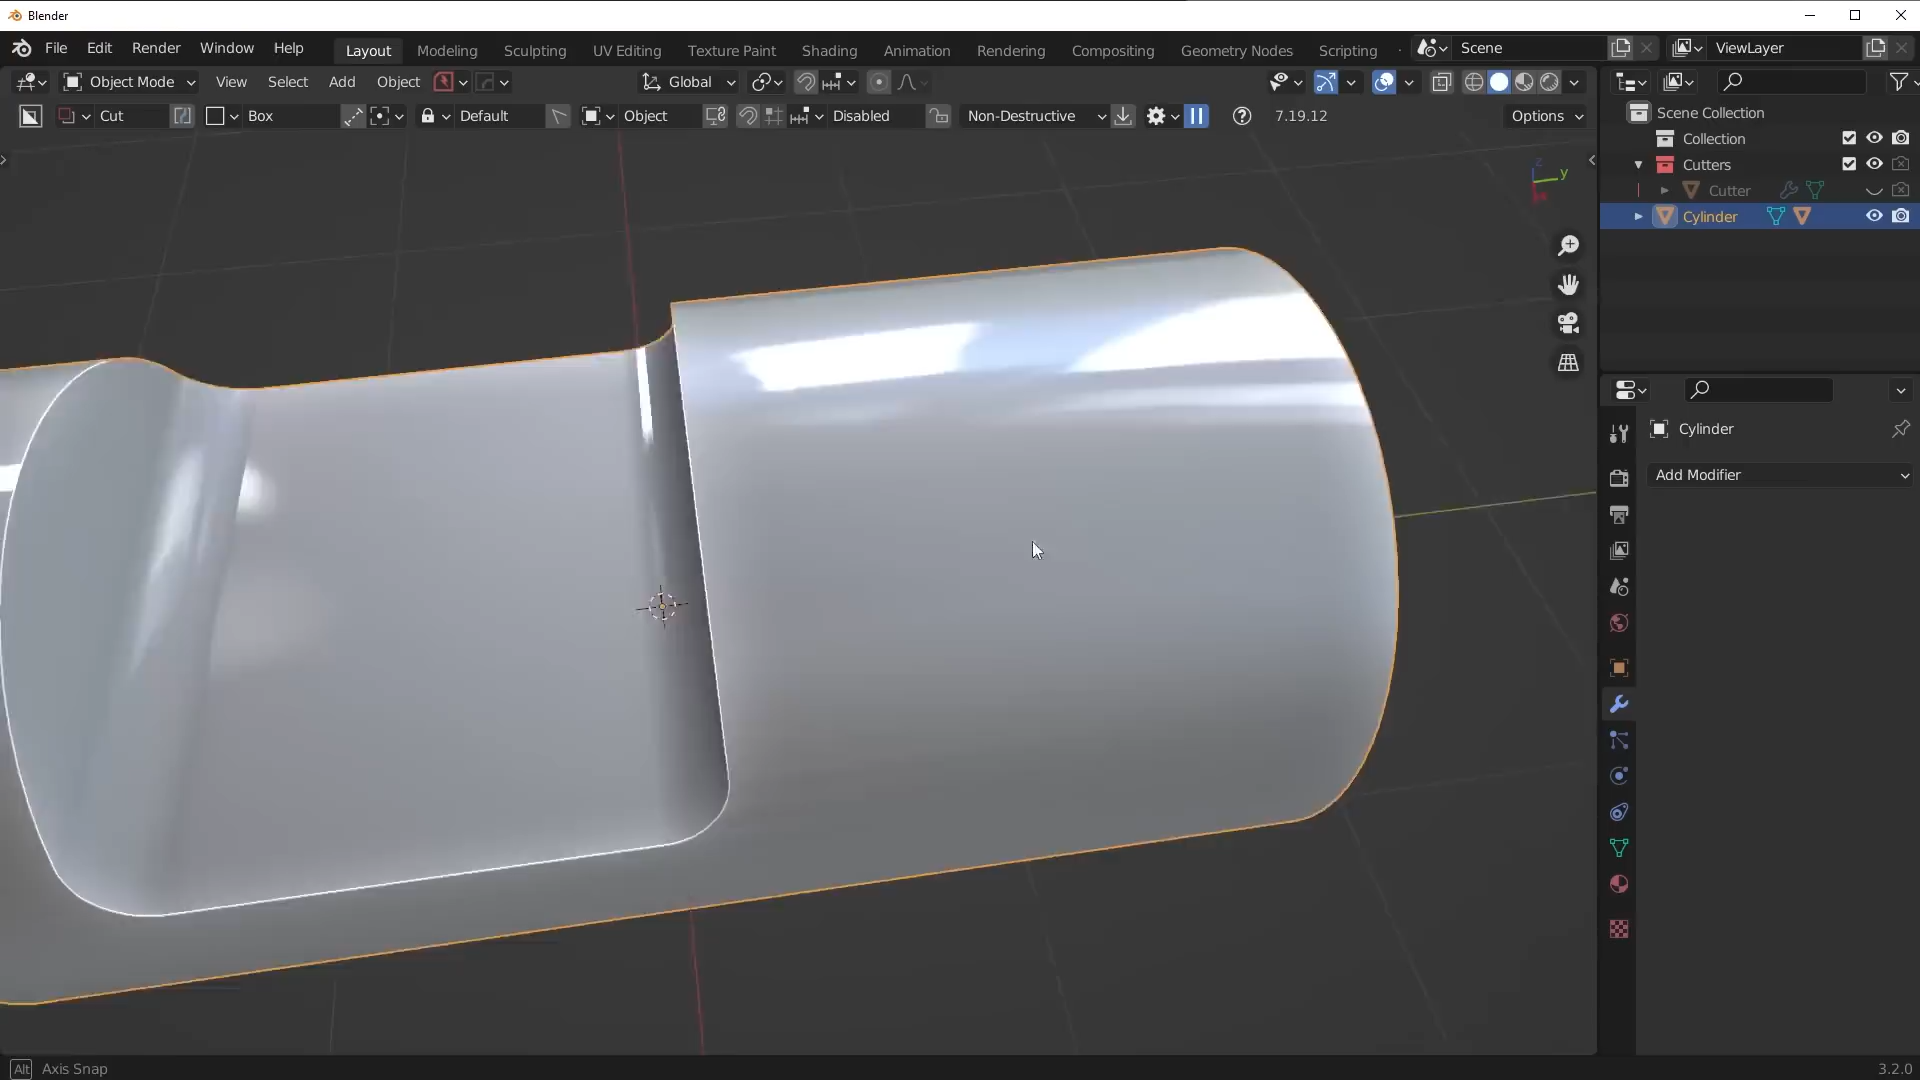 Blender
File Edit Render Window Help Layout Modeling Sculpting UV Editing Texture Paint Shading Animation Rendering Compositing Geometry Nodes Scripting Scene ViewLayer
Object Mode View Select Add Object Global
Cut Box Default Object Disabled Non-Destructive 7.19.12 Options
Scene Collection
Collection
Cutters
Cutter
Cylinder
z
y
Cylinder
Add Modifier
Alt Axis Snap 3.2.0